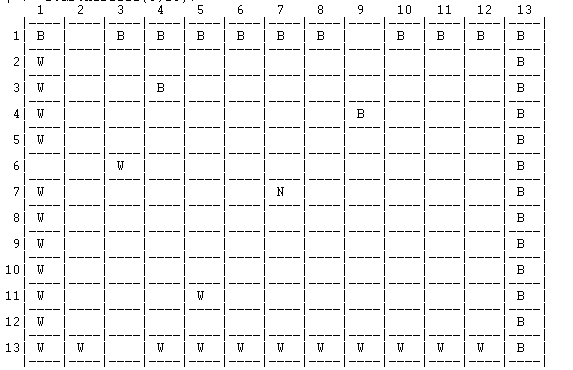 1 2 3 4 5 6 7 8 9 10 11 12 13
1 B B B B B B B B B B B
2 W B
3 W B B
4 W B B
5 W B
6 W B
7 W N B
8 W B
9 W B
10 W B
11 W W B
12 W B
13 W W W W W W W W W W W B